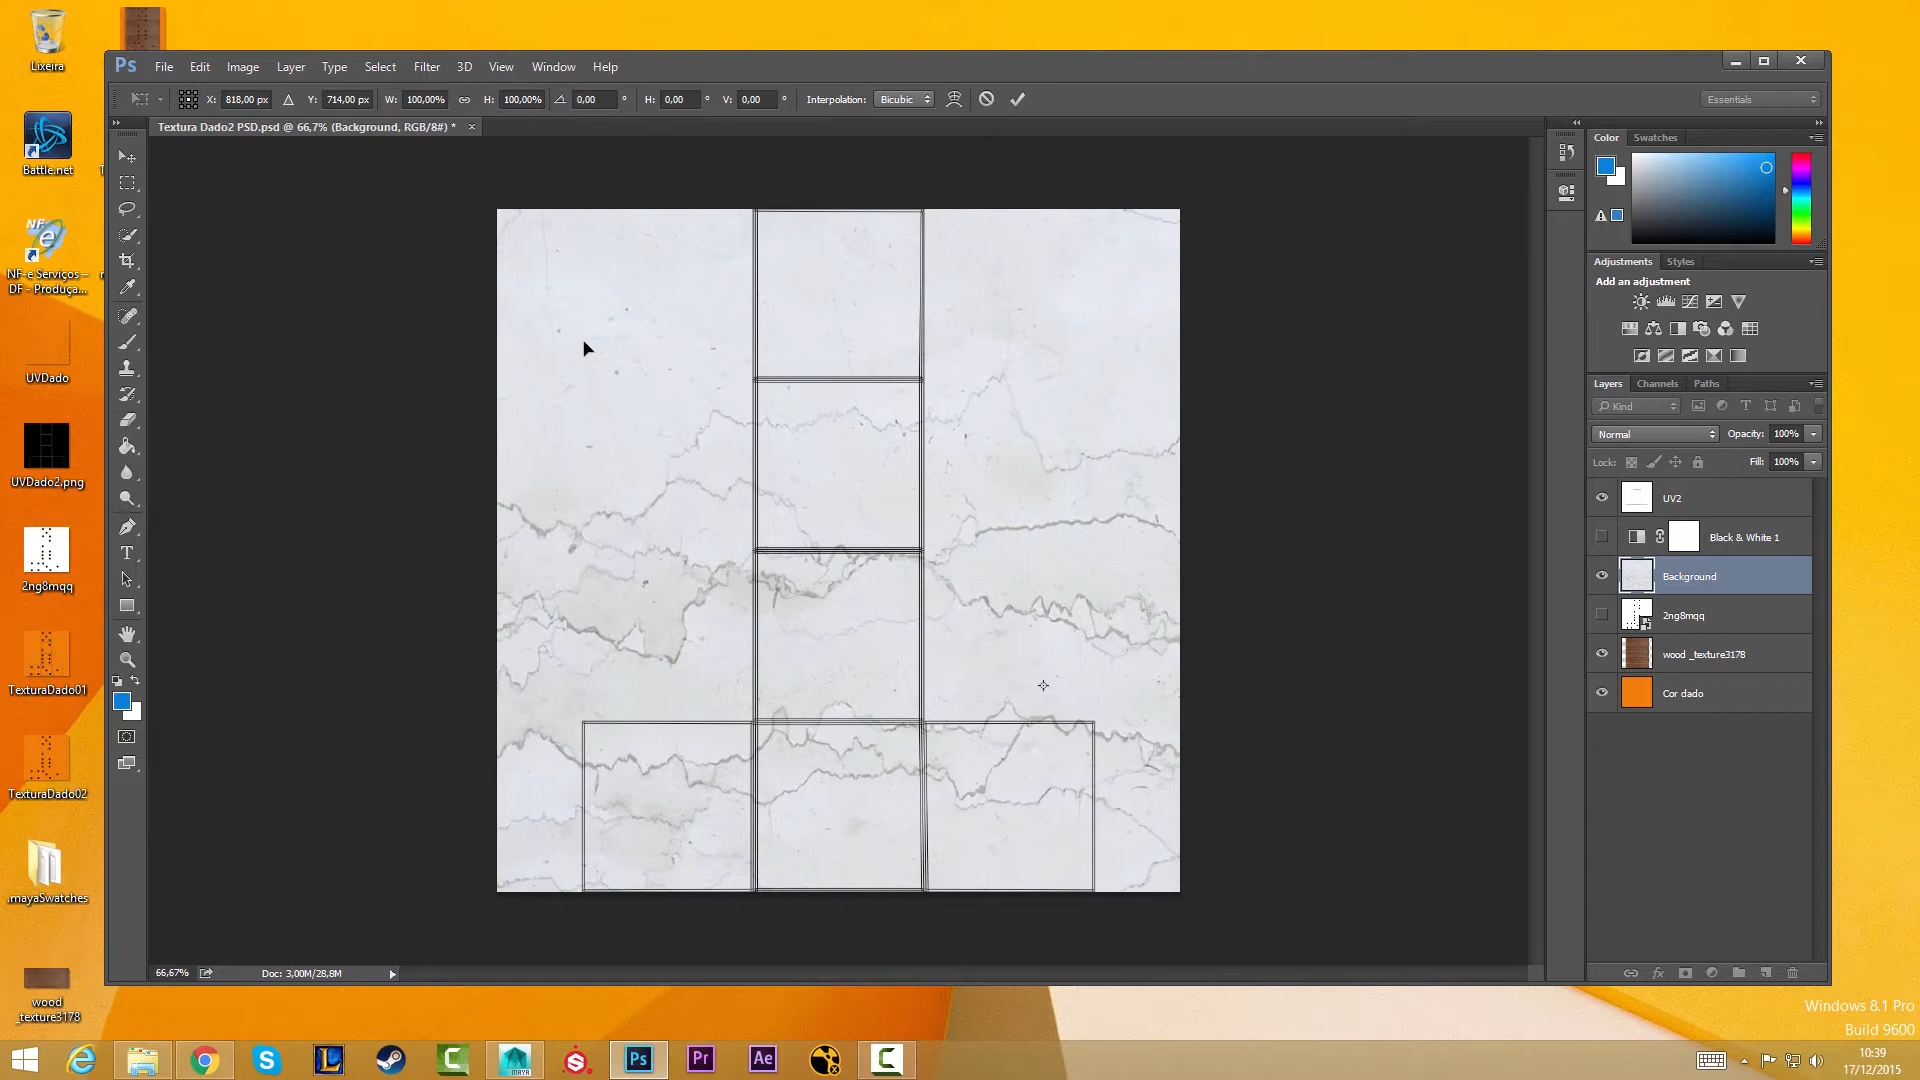 Lixeira
Battle.net
NF-e Serviços –
DF - Produça...
UVDado
UVDado2.png
2ng8mqq
TexturaDado01
TexturaDado02
.mayaSwatches
wood
_texture3178
Ps File Edit Image Layer Type Select Filter 3D View Window Help
X: 818,00 px Y: 714,00 px W: 100,00% H: 100,00% 0,00 ° H: 0,00 ° V: 0,00 ° Interpolation: Bicubic Essentials
Textura Dado2 PSD.psd @ 66,7% (Background, RGB/8#) * ×
Color Swatches
Adjustments Styles
Add an adjustment
Layers Channels Paths
Kind
Normal Opacity: 100%
Lock: Fill: 100%
UV2
Black & White 1
Background
2ng8mqq
wood _texture3178
Cor dado
66,67% Doc: 3,00M/28,8M
Windows 8.1 Pro
Build 9600
MAYA Ps Pr Ae
10:39
17/12/2015